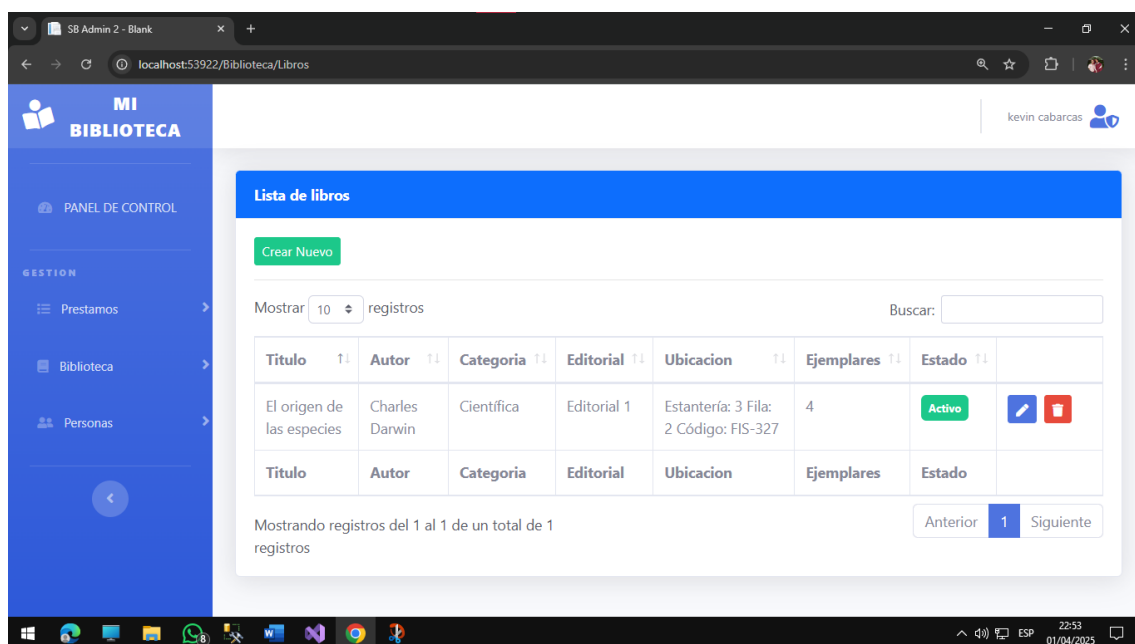 SB Admin 2 - Blank
localhost:53922/Biblioteca/Libros
MI
BIBLIOTECA
kevin cabarcas
PANEL DE CONTROL
GESTION
Prestamos
Biblioteca
Personas
Lista de libros
Crear Nuevo
Mostrar 10 registros
Buscar:
Titulo Autor Categoria Editorial Ubicacion Ejemplares Estado
El origen de Charles Científica Editorial 1 Estantería: 3 Fila: 4 Activo
las especies Darwin 2 Código: FIS-327
Titulo Autor Categoria Editorial Ubicacion Ejemplares Estado
Mostrando registros del 1 al 1 de un total de 1
registros
Anterior 1 Siguiente
8
ESP
22:53
01/04/2025